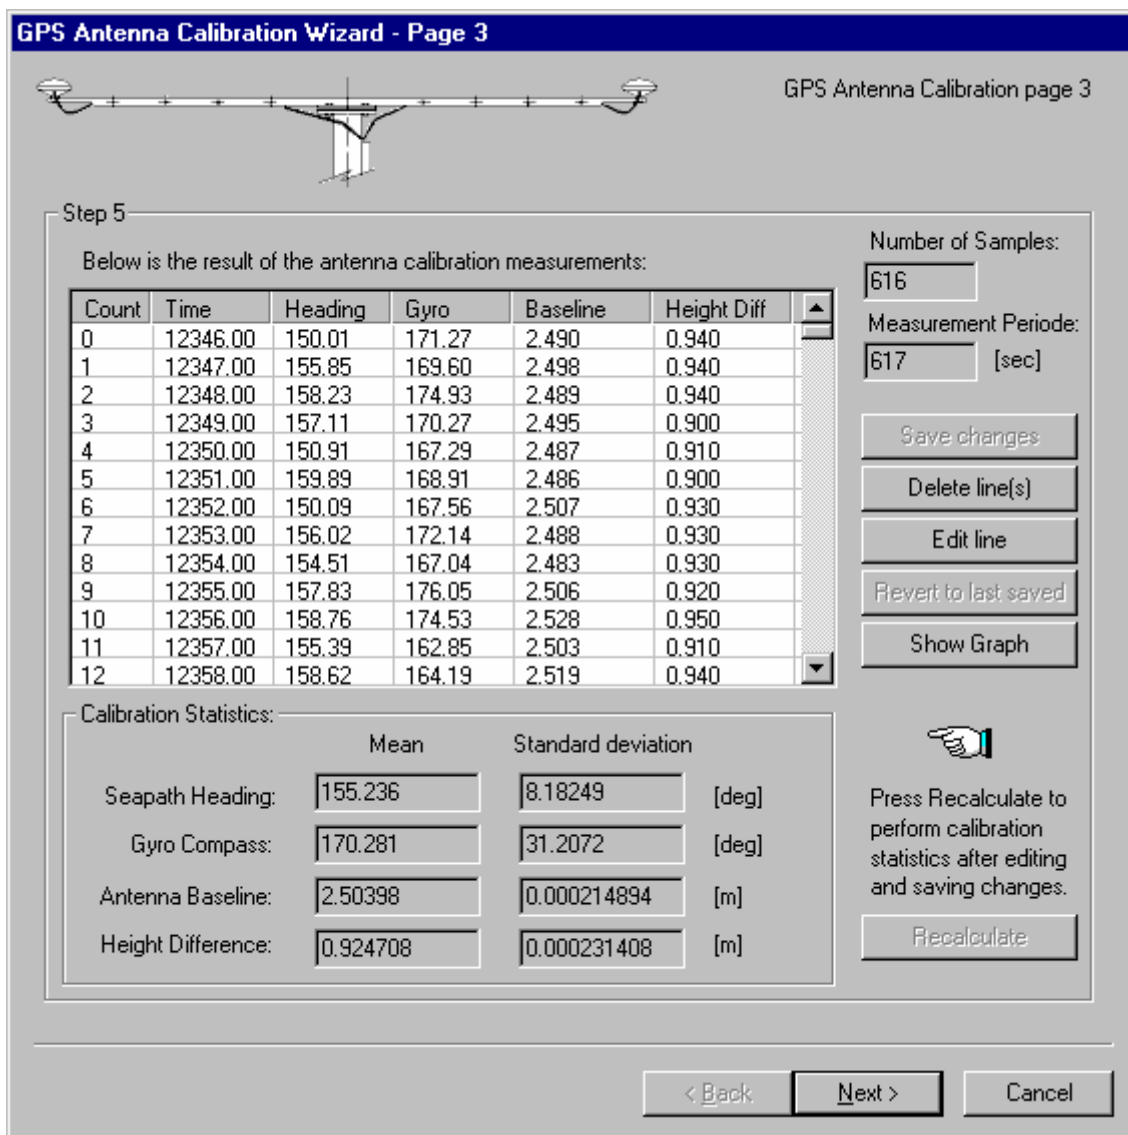 GPS Antenna Calibration Wizard - Page 3
GPS Antenna Calibration page 3
Step 5
Below is the result of the antenna calibration measurements:
Count Time Heading Gyro Baseline Height Diff
0 12346.00 150.01 171.27 2.490 0.940
1 12347.00 155.85 169.60 2.498 0.940
2 12348.00 158.23 174.93 2.489 0.940
3 12349.00 157.11 170.27 2.495 0.900
4 12350.00 150.91 167.29 2.487 0.910
5 12351.00 159.89 168.91 2.486 0.900
6 12352.00 150.09 167.56 2.507 0.930
7 12353.00 156.02 172.14 2.488 0.930
8 12354.00 154.51 167.04 2.483 0.930
9 12355.00 157.83 176.05 2.506 0.920
10 12356.00 158.76 174.53 2.528 0.950
11 12357.00 155.39 162.85 2.503 0.910
12 12358.00 158.62 164.19 2.519 0.940
Number of Samples:
616
Measurement Periode:
617 [sec]
Save changes
Delete line(s)
Edit line
Revert to last saved
Show Graph
Calibration Statistics:
Mean Standard deviation
Seapath Heading: 155.236 8.18249 [deg]
Gyro Compass: 170.281 31.2072 [deg]
Antenna Baseline: 2.50398 0.000214894 [m]
Height Difference: 0.924708 0.000231408 [m]
Press Recalculate to
perform calibration
statistics after editing
and saving changes.
Recalculate
< Back Next > Cancel